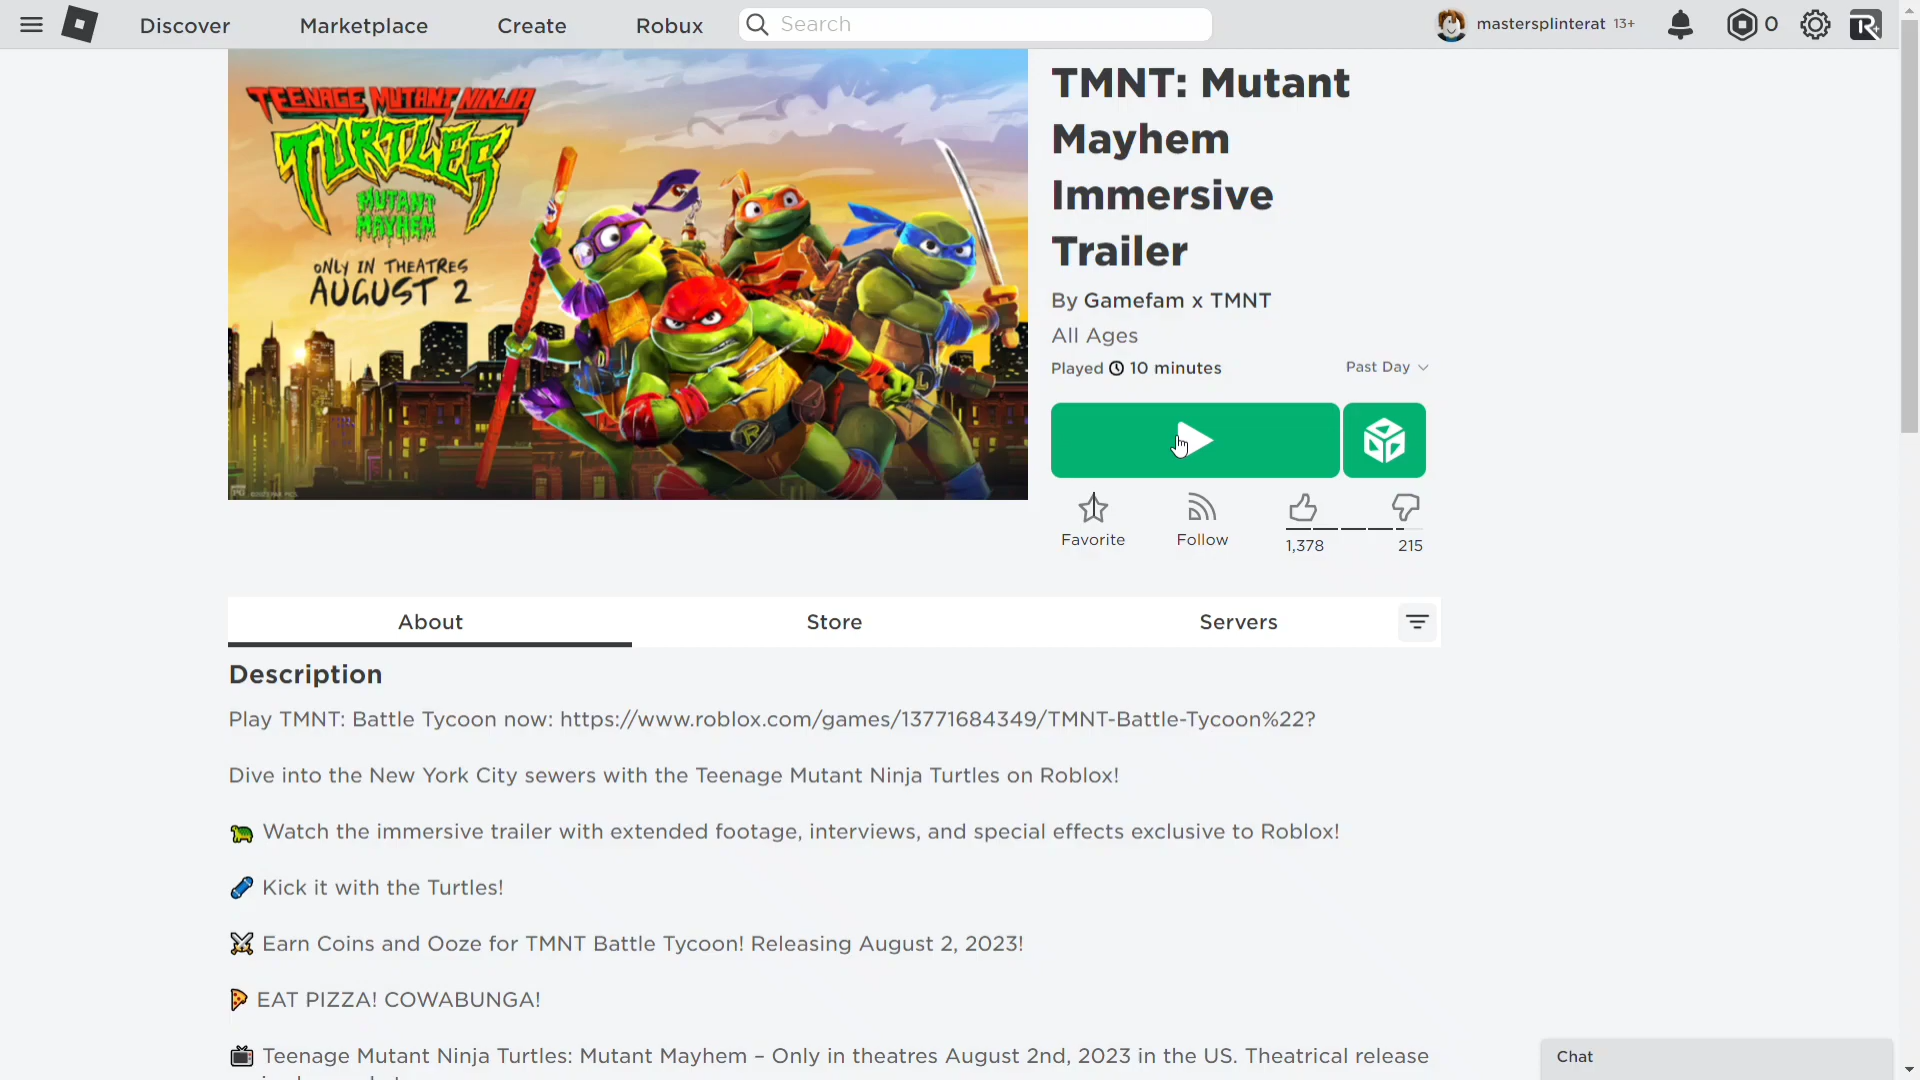 Discover Marketplace Create Robux Search mastersplinterat 13+ 0
TEENAGE MUTANT NINJA
TURTLES
MUTANT
MAYHEM
ONLY IN THEATRES
AUGUST 2
TMNT: Mutant
Mayhem
Immersive
Trailer
By Gamefam x TMNT
All Ages
Played 10 minutes Past Day
Favorite Follow 1,378 215
About Store Servers
Description
Play TMNT: Battle Tycoon now: https://www.roblox.com/games/13771684349/TMNT-Battle-Tycoon%22?
Dive into the New York City sewers with the Teenage Mutant Ninja Turtles on Roblox!
🐢 Watch the immersive trailer with extended footage, interviews, and special effects exclusive to Roblox!
Kick it with the Turtles!
⚔ Earn Coins and Ooze for TMNT Battle Tycoon! Releasing August 2, 2023!
🍕 EAT PIZZA! COWABUNGA!
📺 Teenage Mutant Ninja Turtles: Mutant Mayhem – Only in theatres August 2nd, 2023 in the US. Theatrical release
Chat